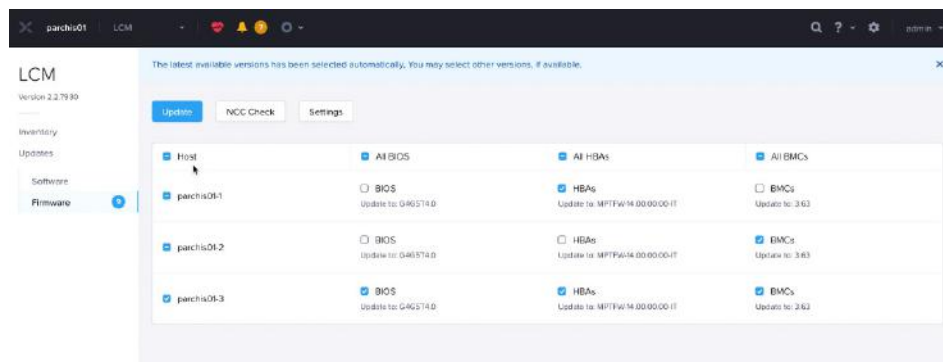 parchis01 LCM 7 ? admin
LCM
Version 2.2.7930
Inventory
Updates
Software
Firmware 9
The latest available versions has been selected automatically. You may select other versions, if available.
Update NCC Check Settings
Host All BIOS All HBAs All BMCs
parchis01-1 BIOS HBAs BMCs
Update to: G4G5T4.0 Update to: MPTFW-14.00.00.00-IT Update to: 3.63
parchis01-2 BIOS HBAs BMCs
Update to: G4G5T4.0 Update to: MPTFW-14.00.00.00-IT Update to: 3.63
parchis01-3 BIOS HBAs BMCs
Update to: G4G5T4.0 Update to: MPTFW-14.00.00.00-IT Update to: 3.63